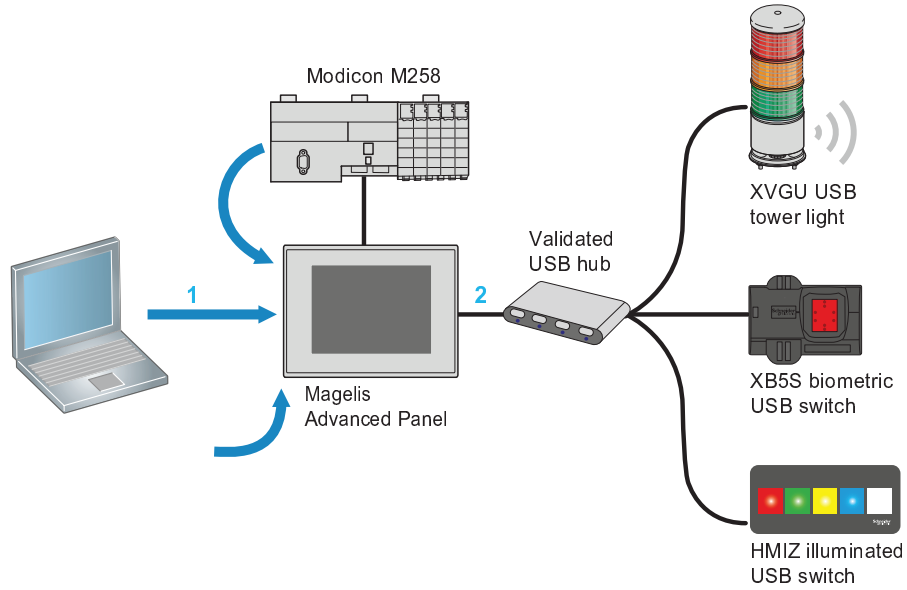 Modicon M258
XVGU USB
tower light
Validated
USB hub
1
2
Magelis
Advanced Panel
XB5S biometric
USB switch
HMIZ illuminated
USB switch